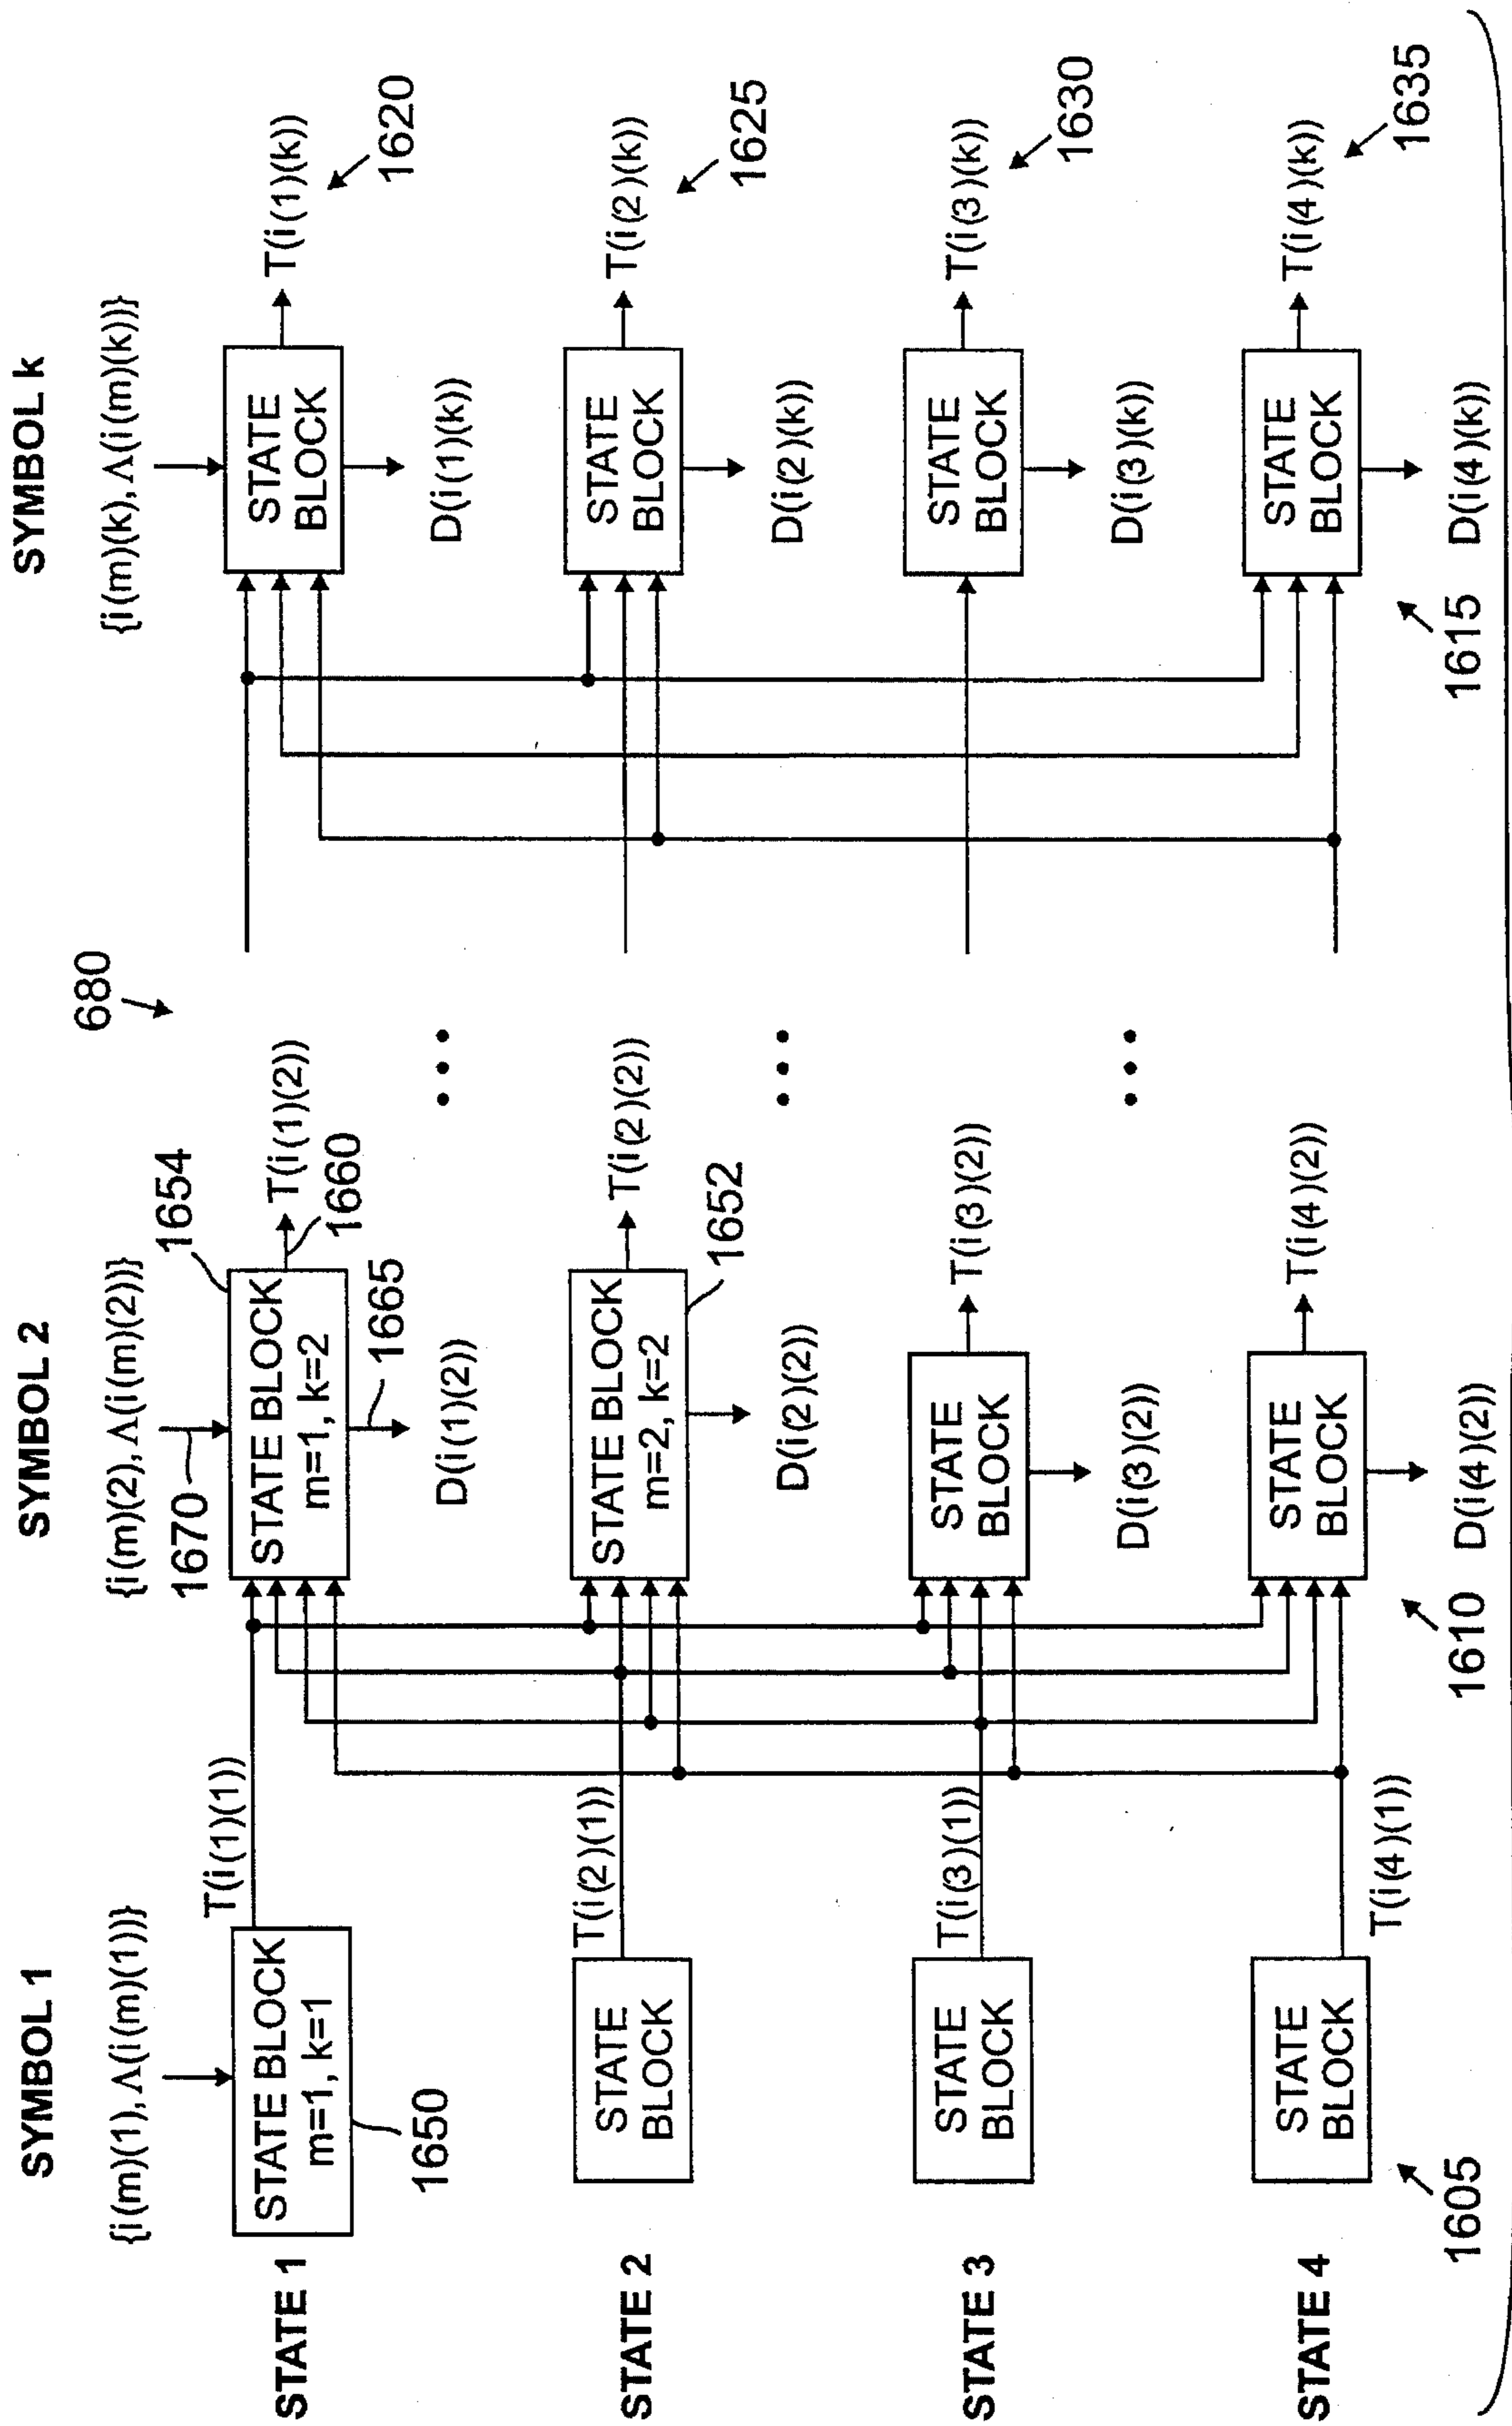 SYMBOL 1
SYMBOL 2
SYMBOL k
680
{i(m)(1),Λ(i(m)(1))}
{i(m)(2),Λ(i(m)(2))}
{i(m)(k),Λ(i(m)(k))}
1670
1654
STATE 1
STATE BLOCK
m=1, k=1
1650
T(i(1)(1))
STATE BLOCK
m=1, k=2
T(i(1)(2))
1660
1665
D(i(1)(2))
STATE
BLOCK
T(i(1)(k))
1620
D(i(1)(k))
STATE 2
STATE
BLOCK
T(i(2)(1))
STATE BLOCK
m=2, k=2
T(i(2)(2))
1652
D(i(2)(2))
STATE
BLOCK
T(i(2)(k))
1625
D(i(2)(k))
STATE 3
STATE
BLOCK
T(i(3)(1))
STATE
BLOCK
T(i(3)(2))
D(i(3)(2))
STATE
BLOCK
T(i(3)(k))
1630
D(i(3)(k))
STATE 4
STATE
BLOCK
T(i(4)(1))
STATE
BLOCK
T(i(4)(2))
D(i(4)(2))
STATE
BLOCK
T(i(4)(k))
1635
D(i(4)(k))
1605
1610
1615